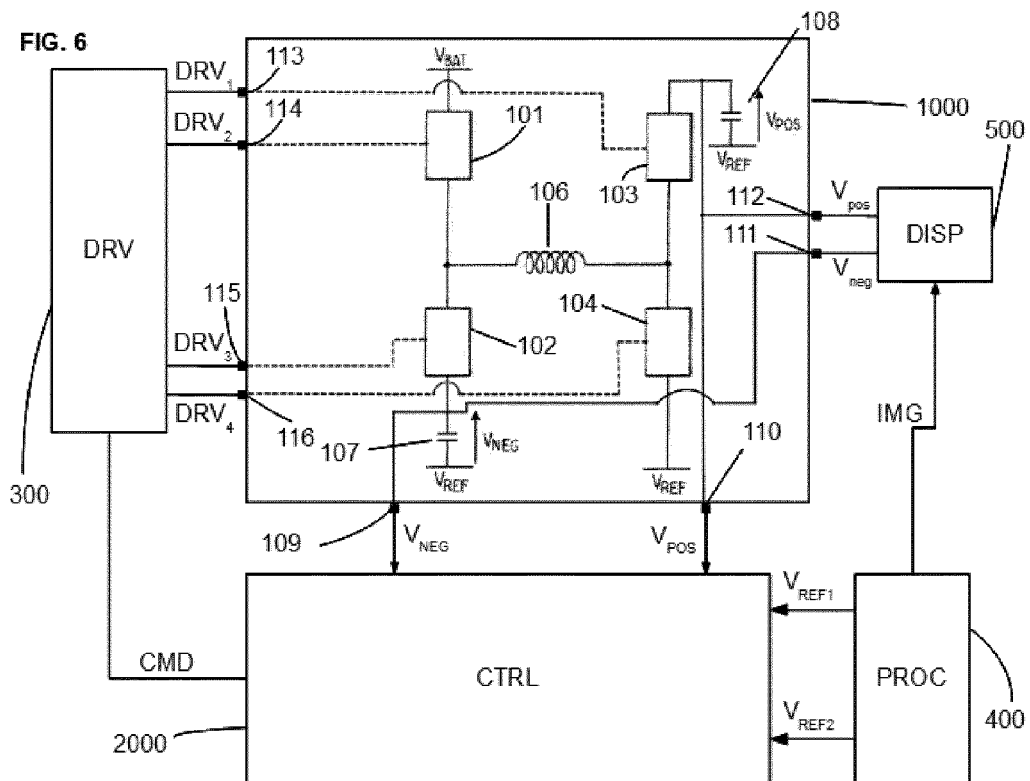 FIG. 6
DRV
DRV1
DRV2
DRV3
DRV4
113
114
115
116
300
VBAT
101
102
103
104
106
107
108
VPOS
VREF
VNEG
VREF
VREF
1000
500
112
111
Vpos
Vneg
DISP
IMG
109
110
VNEG
VPOS
CMD
CTRL
2000
VREF1
VREF2
PROC
400